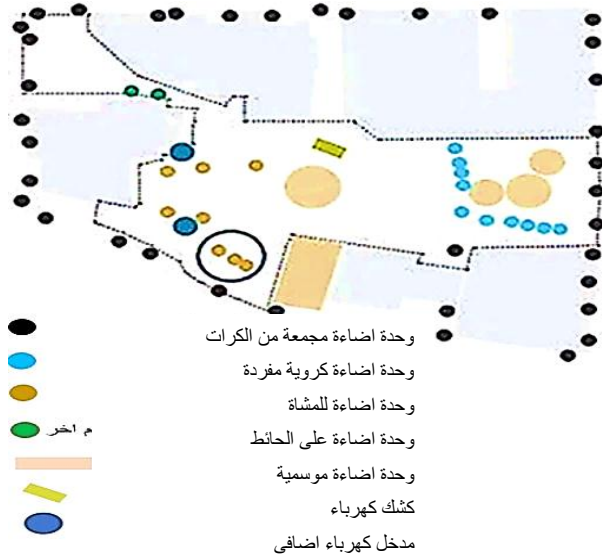 وحدة اضاءة مجمعة من الكرات
وحدة اضاءة كروية مفردة
وحدة اضاءة للمشاة
وحدة اضاءة على الحائط
م اخر
وحدة اضاءة موسمية
كشك كهرباء
مدخل كهرباء اضافى